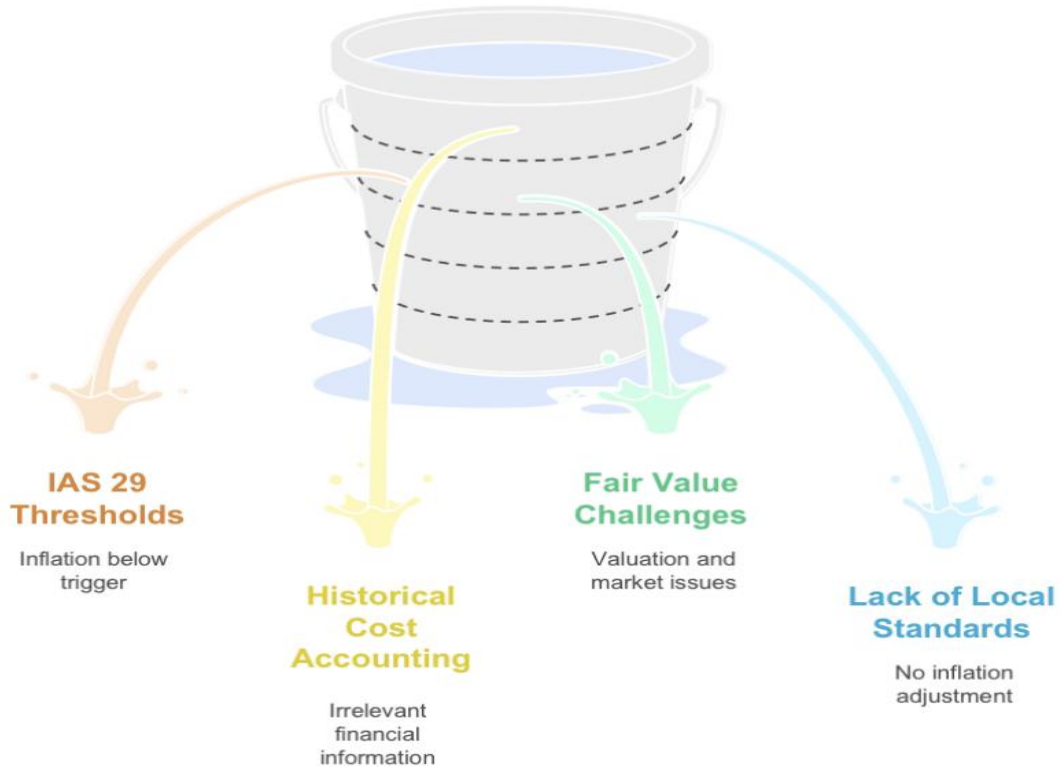 IAS 29
Thresholds
Inflation below
trigger
Historical
Cost
Accounting
Irrelevant
financial
information
Fair Value
Challenges
Valuation and
market issues
Lack of Local
Standards
No inflation
adjustment